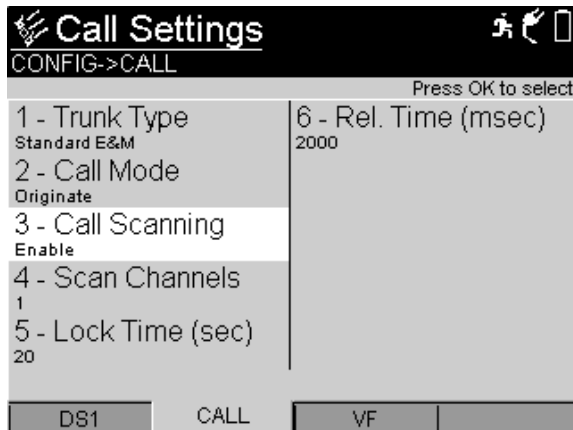 Call Settings
CONFIG->CALL
Press OK to select
1 - Trunk Type
Standard E&M
2 - Call Mode
Originate
3 - Call Scanning
Enable
4 - Scan Channels
1
5 - Lock Time (sec)
20
6 - Rel. Time (msec)
2000
DS1
CALL
VF